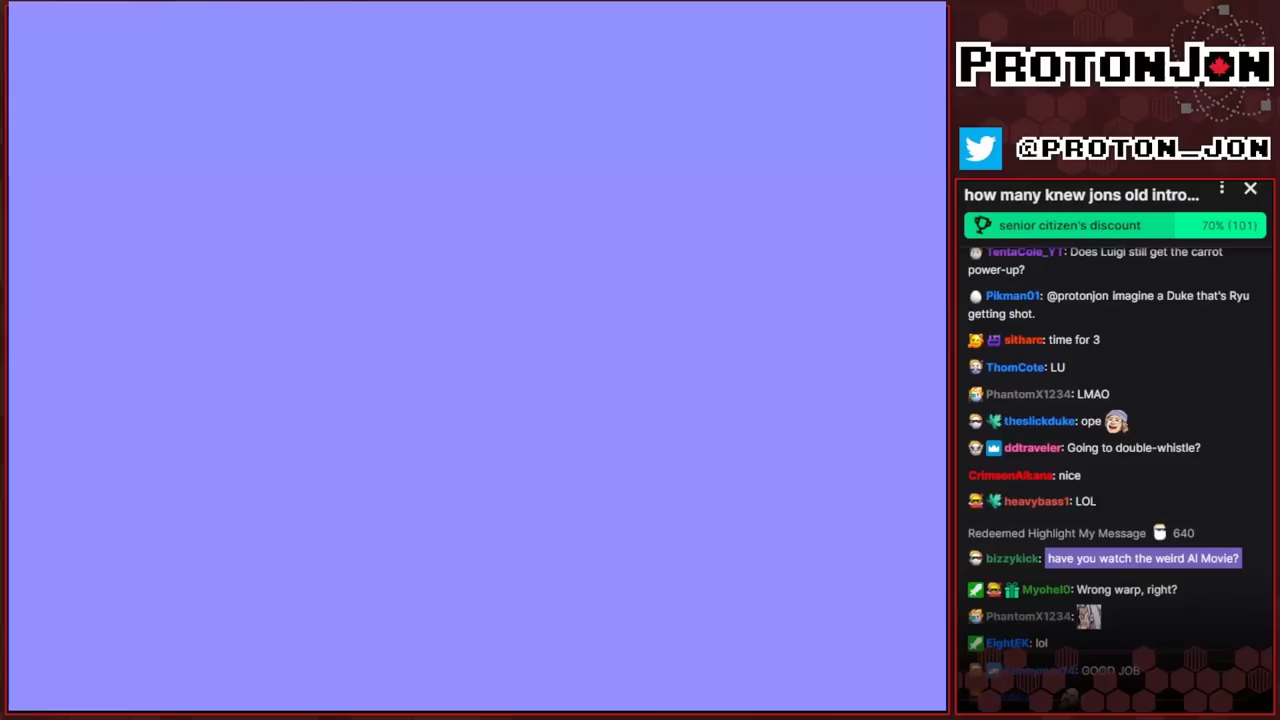 PROTONJON
@PROTON_JON
how many knew jons old intro...
senior citizen's discount 70% (101)
TentaCole_YT: Does Luigi still get the carrot
power-up?
Pikman01: @protonjon imagine a Duke that's Ryu
getting shot.
sitharc: time for 3
ThomCote: LU
PhantomX1234: LMAO
theslickduke: ope
ddtraveler: Going to double-whistle?
CrimsonAlkana: nice
heavybass1: LOL
Redeemed Highlight My Message 640
bizzykick: have you watch the weird Al Movie?
Myohel0: Wrong warp, right?
PhantomX1234:
EightEK: lol
GOOD JOB